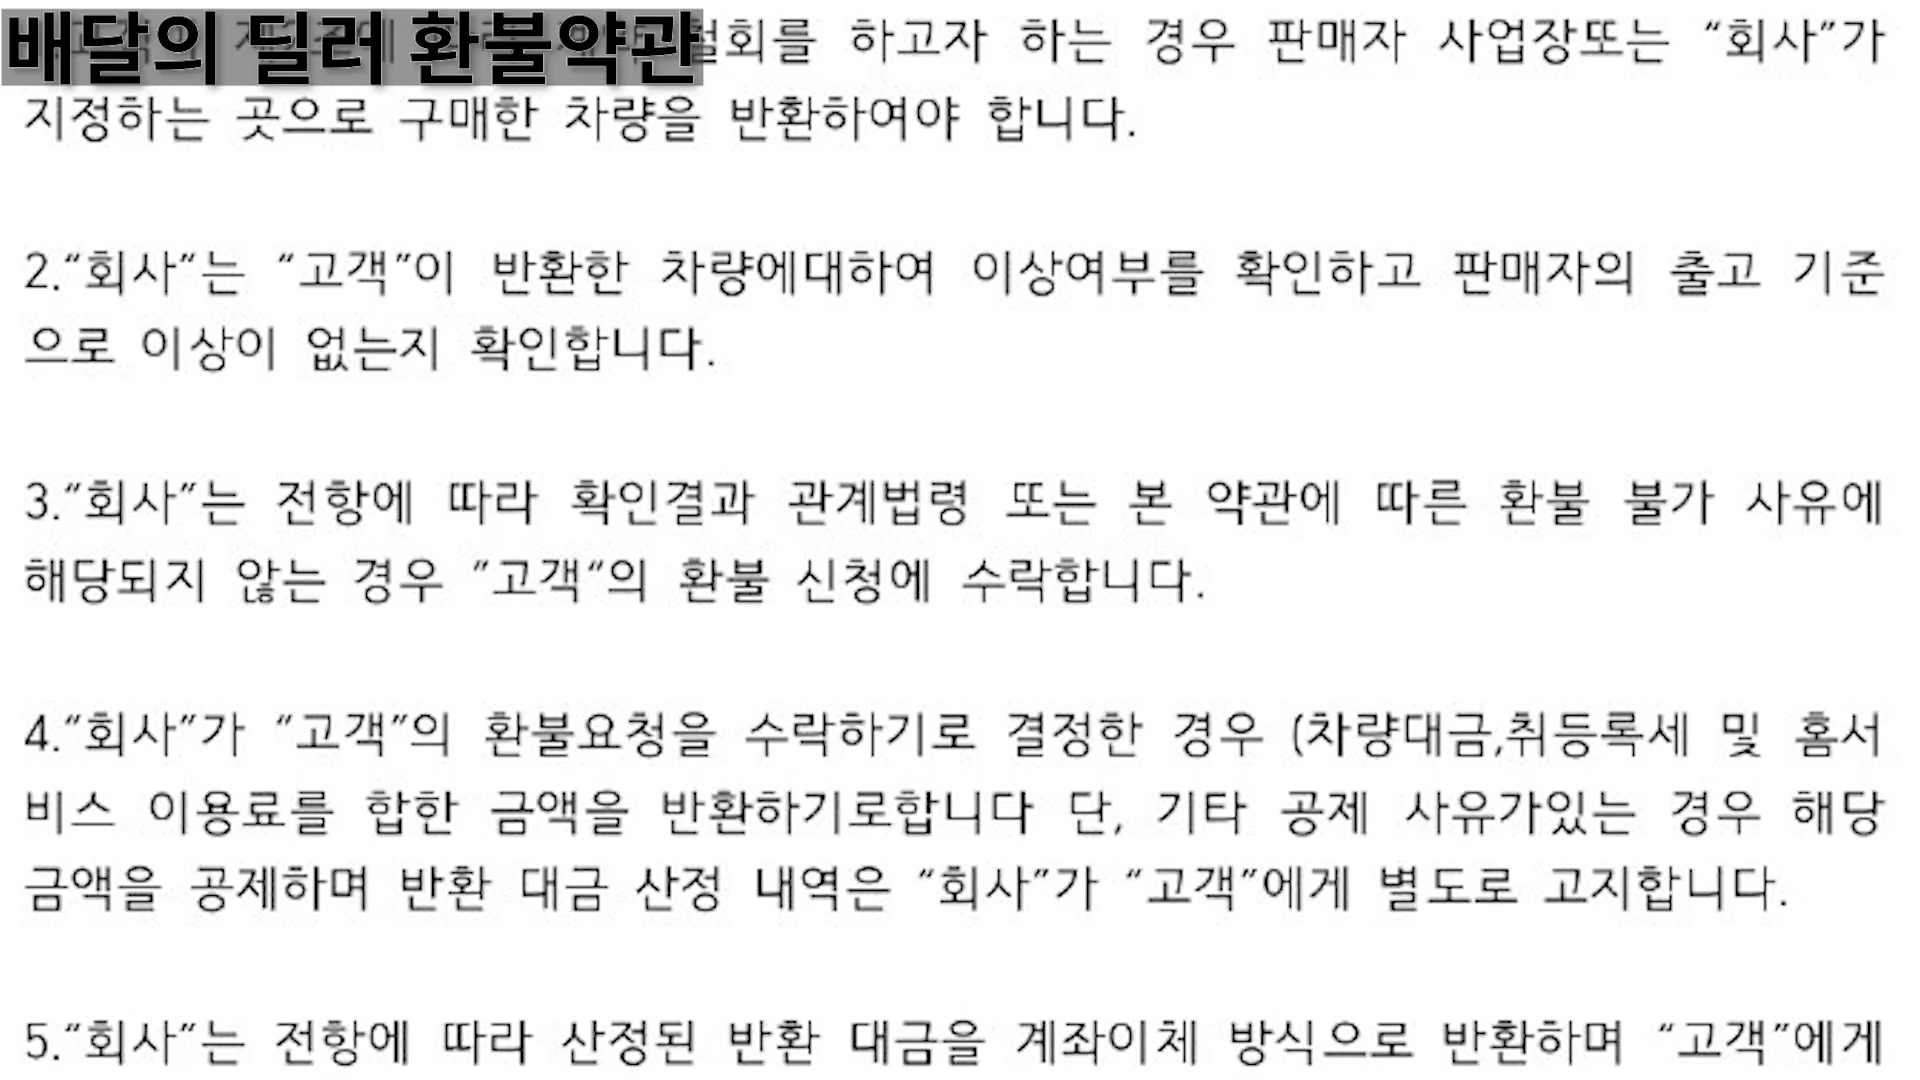 배달의 딜러 환불약관
철회를 하고자 하는 경우 판매자 사업장또는 “회사”가
지정하는 곳으로 구매한 차량을 반환하여야 합니다.
2.“회사”는 “고객”이 반환한 차량에대하여 이상여부를 확인하고 판매자의 출고 기준
으로 이상이 없는지 확인합니다.
3.“회사”는 전항에 따라 확인결과 관계법령 또는 본 약관에 따른 환불 불가 사유에
해당되지 않는 경우 ”고객“의 환불 신청에 수락합니다.
4.“회사”가 “고객”의 환불요청을 수락하기로 결정한 경우 (차량대금,취등록세 및 홈서
비스 이용료를 합한 금액을 반환하기로합니다 단, 기타 공제 사유가있는 경우 해당
금액을 공제하며 반환 대금 산정 내역은 “회사”가 “고객”에게 별도로 고지합니다.
5.“회사”는 전항에 따라 산정된 반환 대금을 계좌이체 방식으로 반환하며 “고객”에게